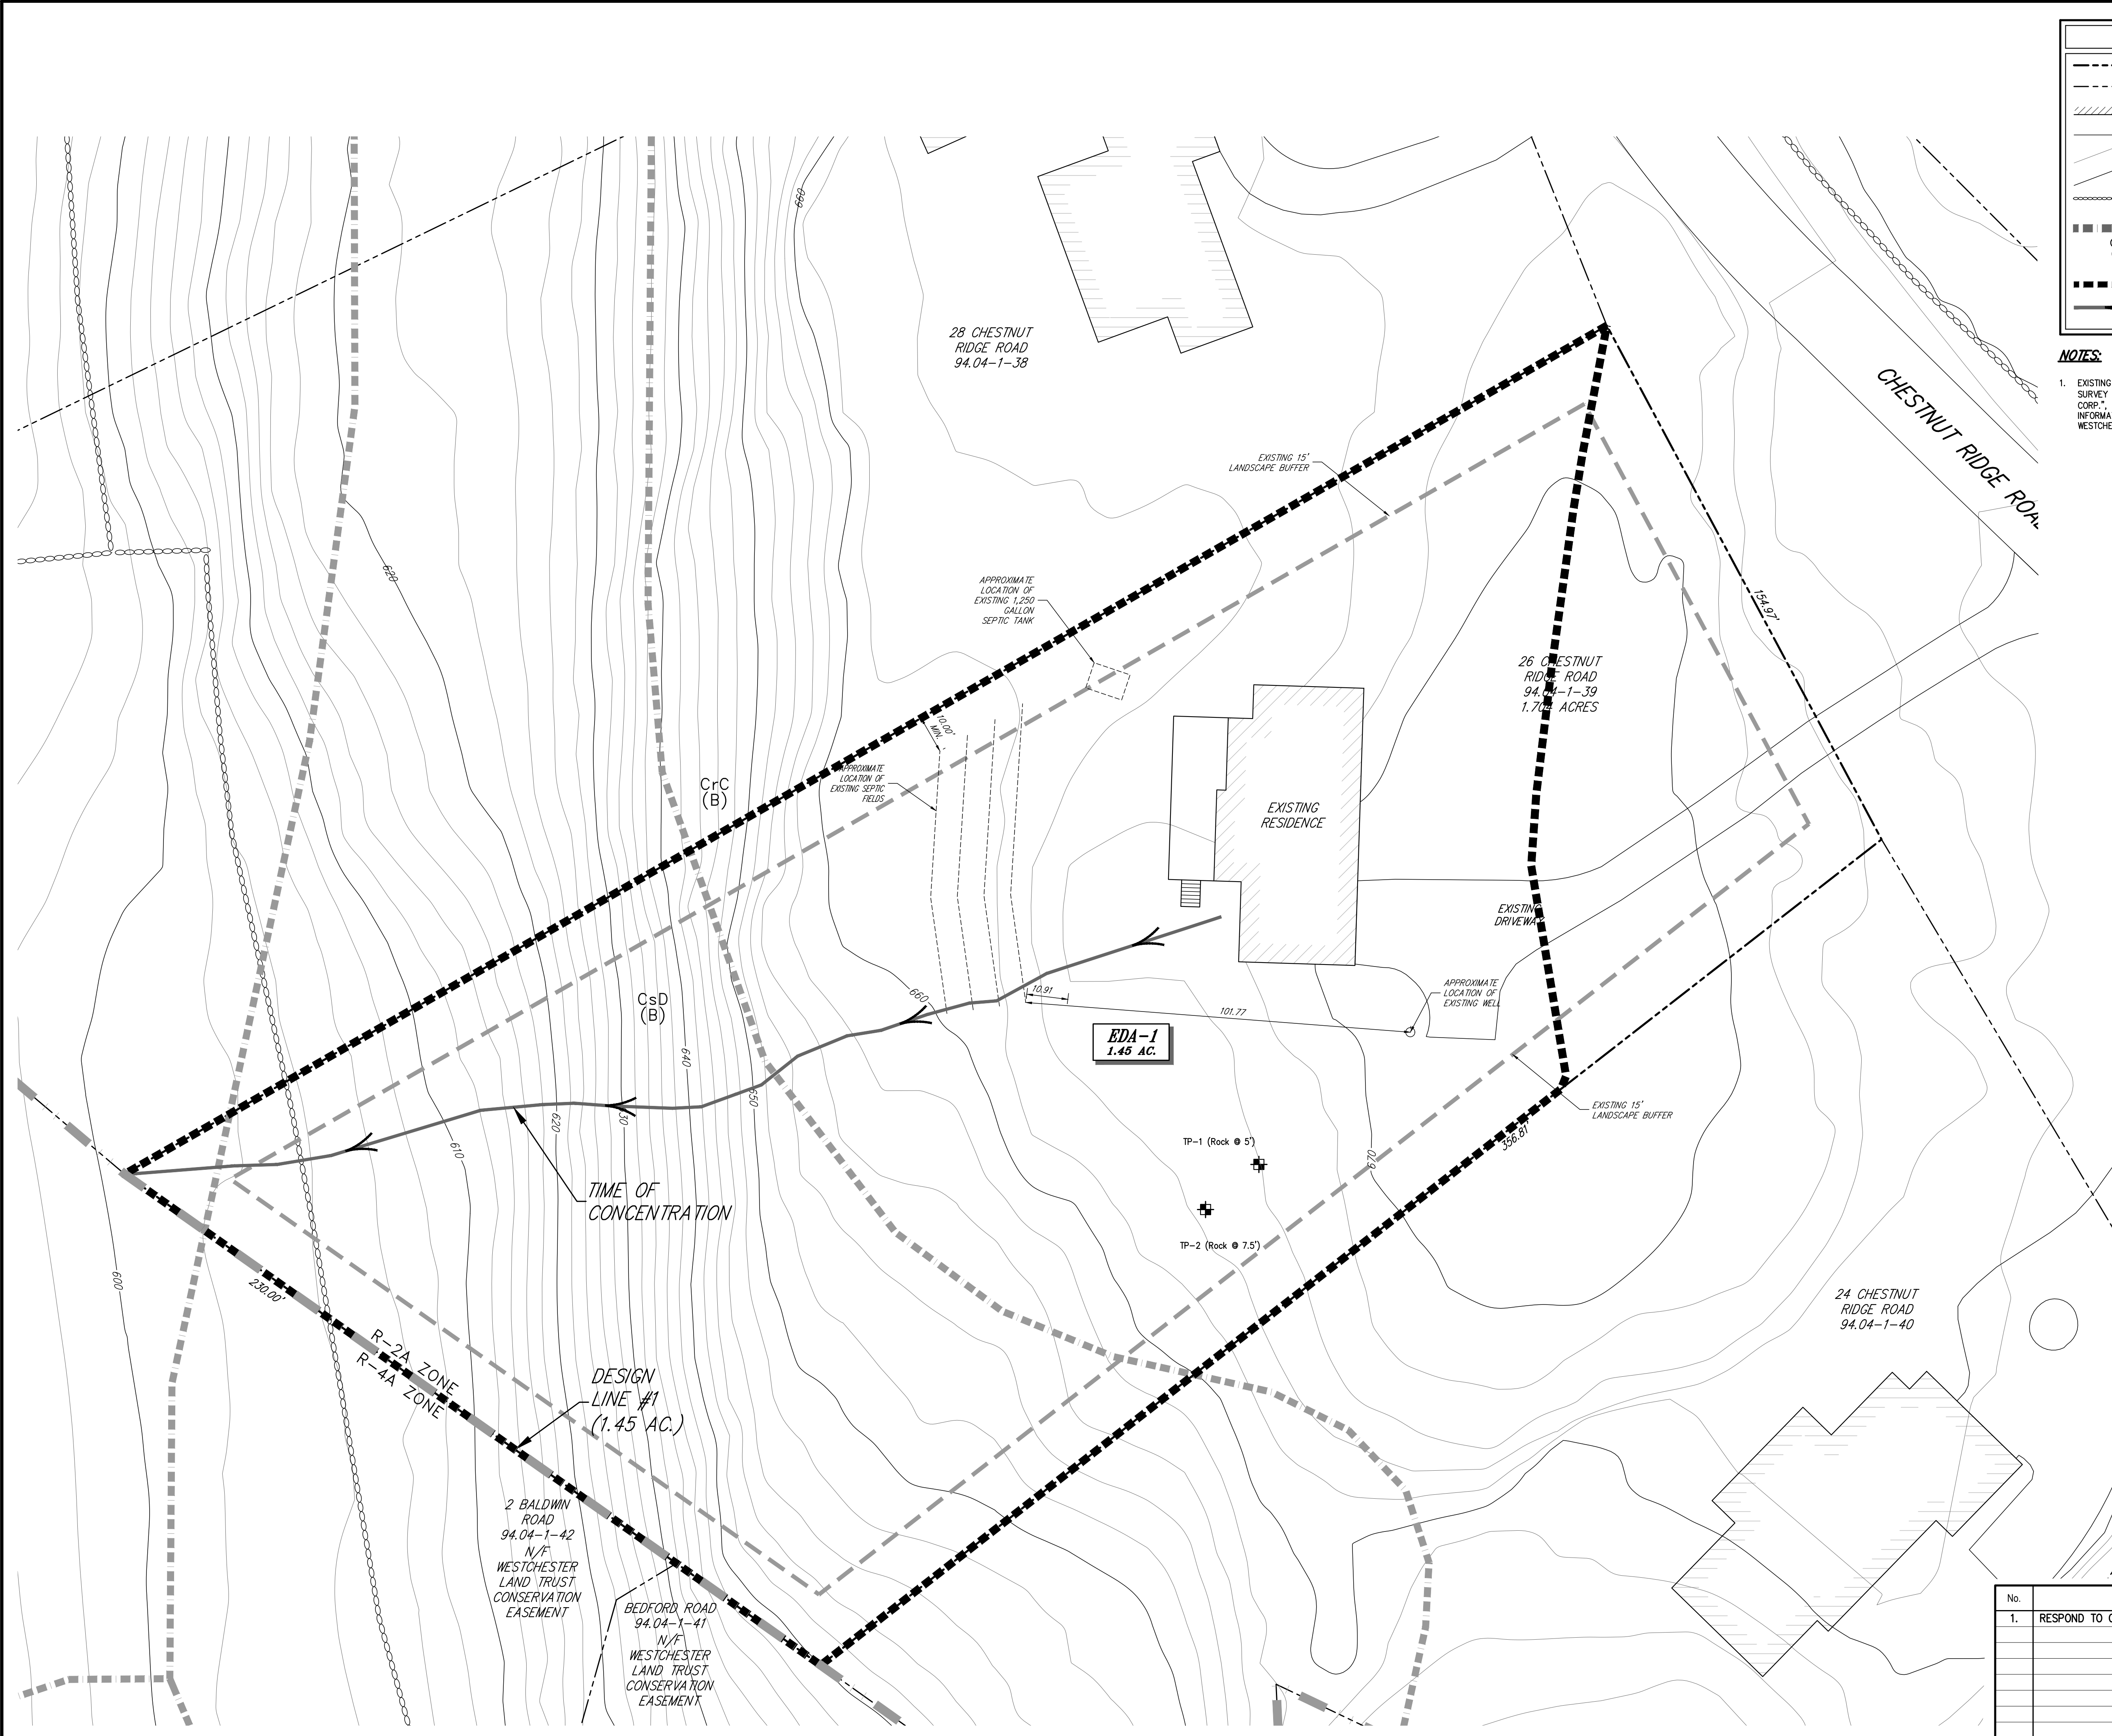 660
28 CHESTNUT
RIDGE ROAD
94.04-1-38
CHESTNUT RIDGE ROA
NOTES:
1. EXISTING
SURVEY
CORP.",
INFORMA
WESTCHE
EXISTING 15'
LANDSCAPE BUFFER
620
APPROXIMATE
LOCATION OF
EXISTING 1,250
GALLON
SEPTIC TANK
154.97'
26 CHESTNUT
RIDGE ROAD
94.04-1-39
1.704 ACRES
10.00'
MIN.
APPROXIMATE
LOCATION OF
EXISTING SEPTIC
FIELDS
CrC
(B)
EXISTING
RESIDENCE
EXISTING
DRIVEWAY
APPROXIMATE
LOCATION OF
EXISTING WELL
CsD
(B)
660
10.91
101.77
EDA-1
1.45 AC.
640
650
30
620
610
EXISTING 15'
LANDSCAPE BUFFER
356.81'
TP-1 (Rock @ 5')
670
TIME OF
CONCENTRATION
TP-2 (Rock @ 7.5')
600
230.00'
24 CHESTNUT
RIDGE ROAD
94.04-1-40
R-2A ZONE
R-4A ZONE
DESIGN
LINE #1
(1.45 AC.)
2 BALDWIN
ROAD
94.04-1-42
N/F
WESTCHESTER
LAND TRUST
CONSERVATION
EASEMENT
BEDFORD ROAD
94.04-1-41
N/F
WESTCHESTER
LAND TRUST
CONSERVATION
EASEMENT
No.
1. RESPOND TO